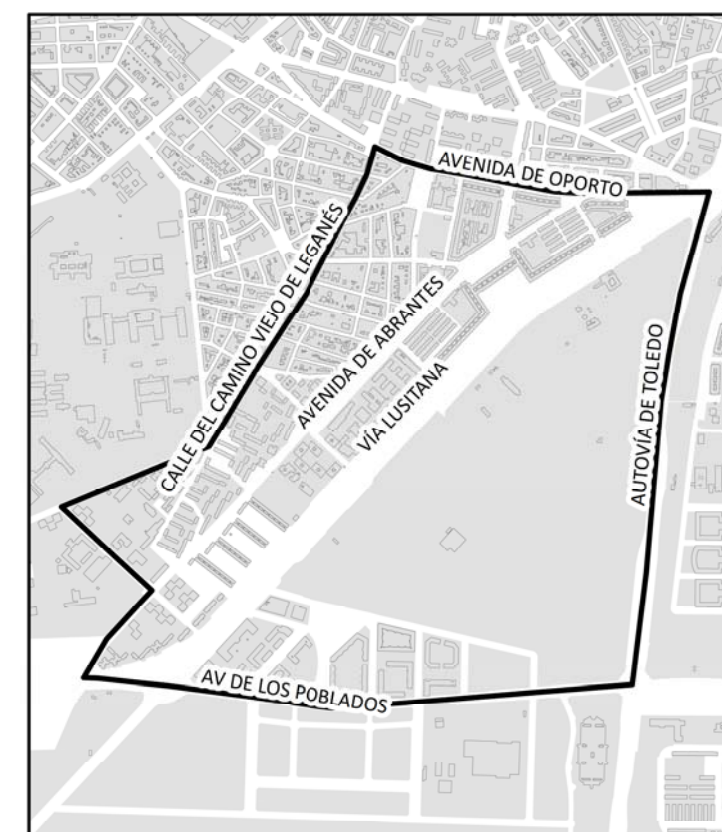 AVENIDA DE OPORTO
CALLE DEL CAMINO VIEJO DE LEGANÉS
AVENIDA DE ABRANTES
VÍA LUSITANA
AUTOVÍA DE TOLEDO
AV DE LOS P0BLADOS